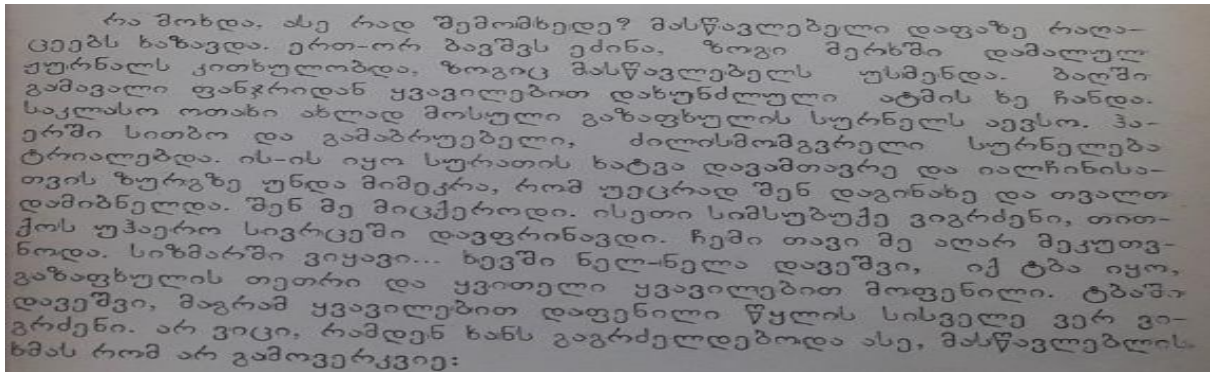 რა მოხდა, ასე რად შემომხედე? მასწავლებელი დაფაზე რაღა-
ცეებს ხაზავდა. ერთ-ორ ბავშვს ეძინა, ზოგი მერხში დამალულ
ჟურნალს კითხულობდა, ზოგიც მასწავლებელს უსმენდა. ბაღში
გამავალი ფანჯრიდან ყვავილებით დახუნძლული ატმის ხე ჩანდა.
საკლასო ოთახი ახლად მოსული გაზაფხულის სურნელს აევსო. ჰა-
ერში სითბო და გამაბრუებელი, ძილისმომგვრელი სურნელება
ტრიალებდა. ის-ის იყო სურათის ხატვა დავამთავრე და იალჩინისა-
თვის ზურგზე უნდა მიმეკრა, რომ უეცრად შენ დაგინახე და თვალთ
დამიბნელდა. შენ მე მიცქეროდი. ისეთი სიმსუბუქე ვიგრძენი, თით-
ქოს უჰაერო სივრცეში დავფრინავდი. ჩემი თავი მე აღარ მეკუთვ-
ნოდა. სიზმარში ვიყავი... ხევში ნელ-ნელა დავეშვი, იქ ტბა იყო,
გაზაფხულის თეთრი და ყვითელი ყვავილებით მოფენილი. ტბაში
დავეშვი, მაგრამ ყვავილებით დაფენილი წყლის სისველე ვერ ვი-
გრძენი. არ ვიცი, რამდენ ხანს გაგრძელდებოდა ასე, მასწავლებლის
ხმას რომ არ გამოვერკვიე: